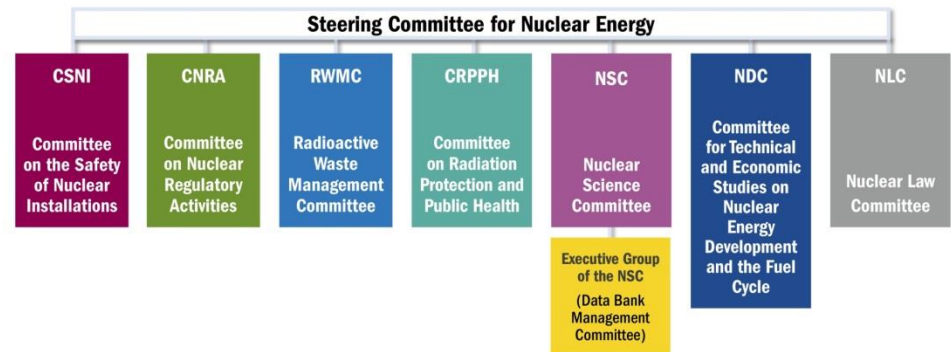 Steering Committee for Nuclear Energy
CSNI
Committee
on the Safety
of Nuclear
Installations
CNRA
Committee
on Nuclear
Regulatory
Activities
RWMC
Radioactive
Waste
Management
Committee
CRPPH
Committee
on Radiation
Protection and
Public Health
NSC
Nuclear
Science
Committee
Executive Group
of the NSC
(Data Bank
Management
Committee)
NDC
Committee
for Technical
and Economic
Studies on
Nuclear
Energy
Development
and the Fuel
Cycle
NLC
Nuclear Law
Committee